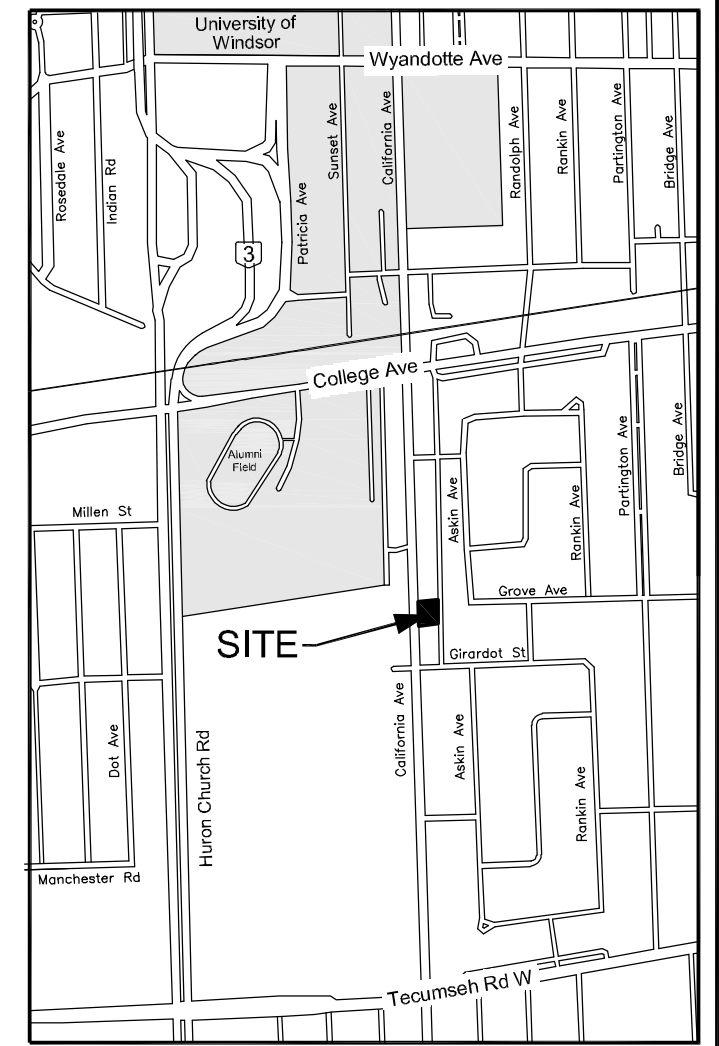 University of
Windsor
Wyandotte Ave
Rosedale Ave
Indian Rd
Patricia Ave
Sunset Ave
California Ave
Randolph Ave
Rankin Ave
Partington Ave
Bridge Ave
3
College Ave
Alumni
Field
Millen St
Askin Ave
Rankin Ave
Partington Ave
Bridge Ave
Grove Ave
SITE
Girardot St
Dot Ave
Huron Church Rd
California Ave
Askin Ave
Rankin Ave
Manchester Rd
Tecumseh Rd W